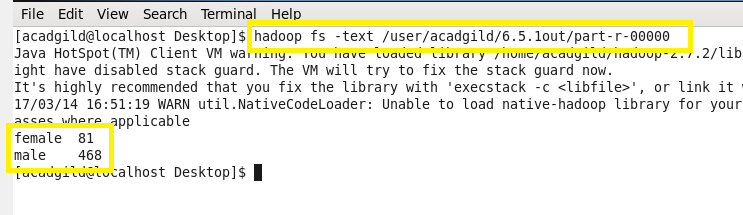 File Edit View Search Terminal Help
[acadgild@localhost Desktop]$ hadoop fs -text /user/acadgild/6.5.1out/part-r-00000
Java HotSpot(TM) Client VM warning: You have loaded library /home/acadgild/hadoop-2.7.2/lib
ight have disabled stack guard. The VM will try to fix the stack guard now.
It's highly recommended that you fix the library with 'execstack -c <libfile>', or link it
17/03/14 16:51:19 WARN util.NativeCodeLoader: Unable to load native-hadoop library for your
asses where applicable
female 81
male 468
[acadgild@localhost Desktop]$